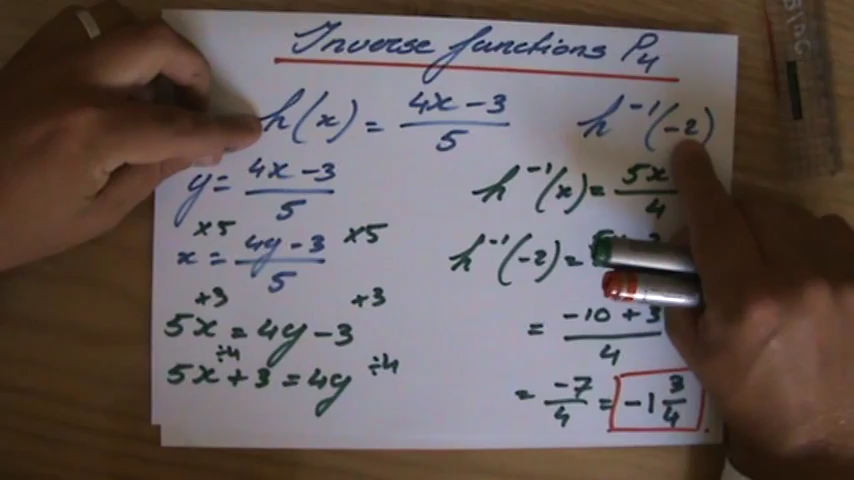 Inverse functions P4
h(x) = 4x - 3 / 5
h⁻¹(-2)
y = 4x - 3 / 5
×5 ×5
x = 4y - 3 / 5
+3 +3
5x = 4y - 3
÷4 ÷4
5x + 3 = 4y
h⁻¹(x) = 5x / 4
h⁻¹(-2) =
= -10 + 3 / 4
= -7/4 = -1 3/4